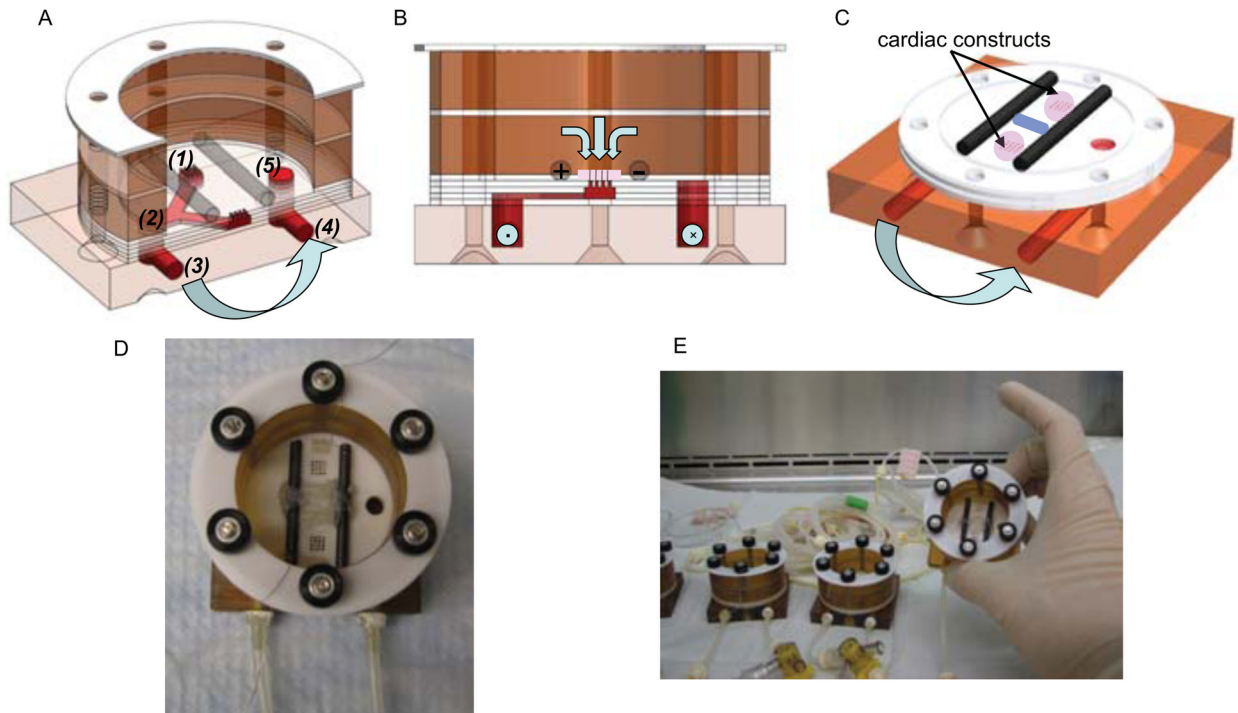 A
B
C
cardiac constructs
(1)
(5)
(2)
(4)
(3)
+
-
D
E